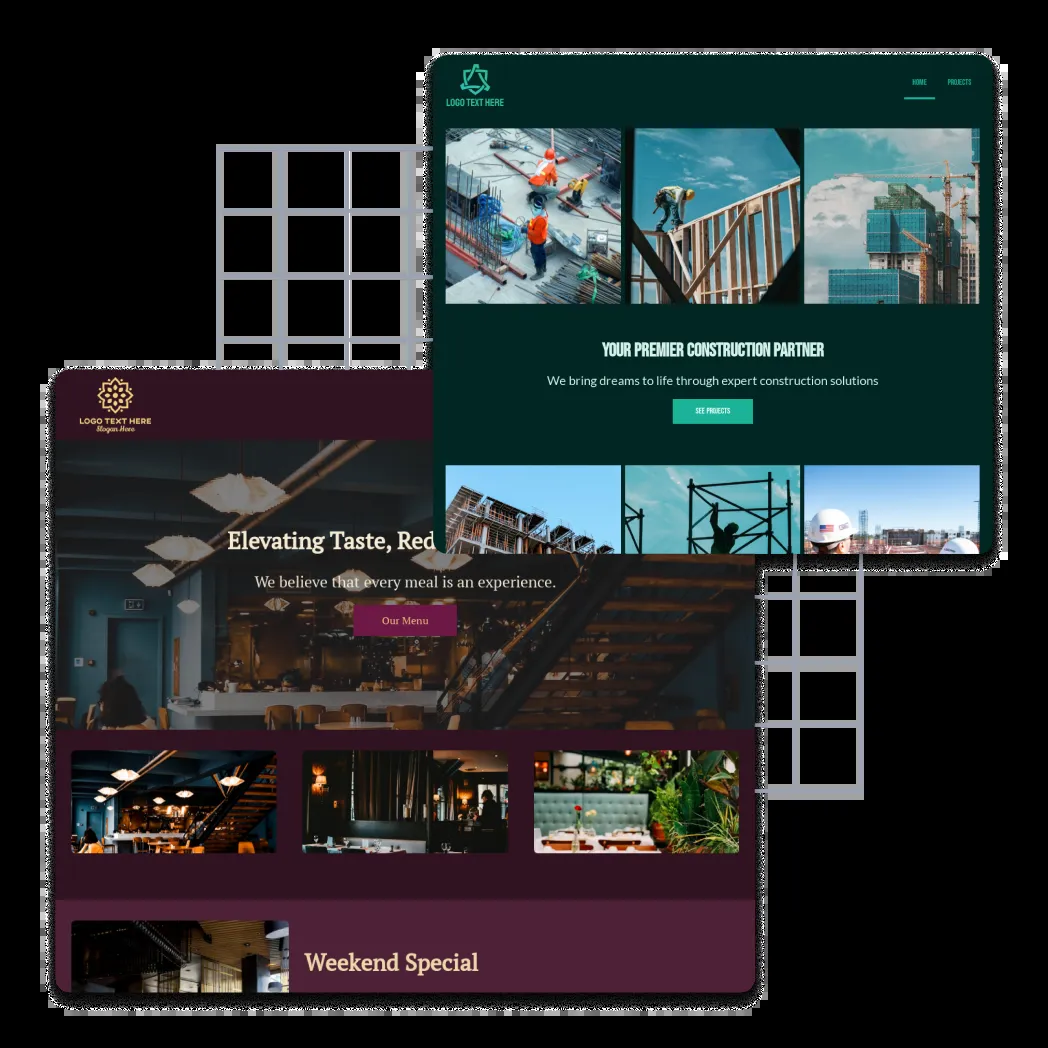 LOGO TEXT HERE
HOME PROJECTS
YOUR PREMIER CONSTRUCTION PARTNER
We bring dreams to life through expert construction solutions
SEE PROJECTS
LOGO TEXT HERE
Slogan Here
Elevating Taste, Red
We believe that every meal is an experience.
Our Menu
Weekend Special